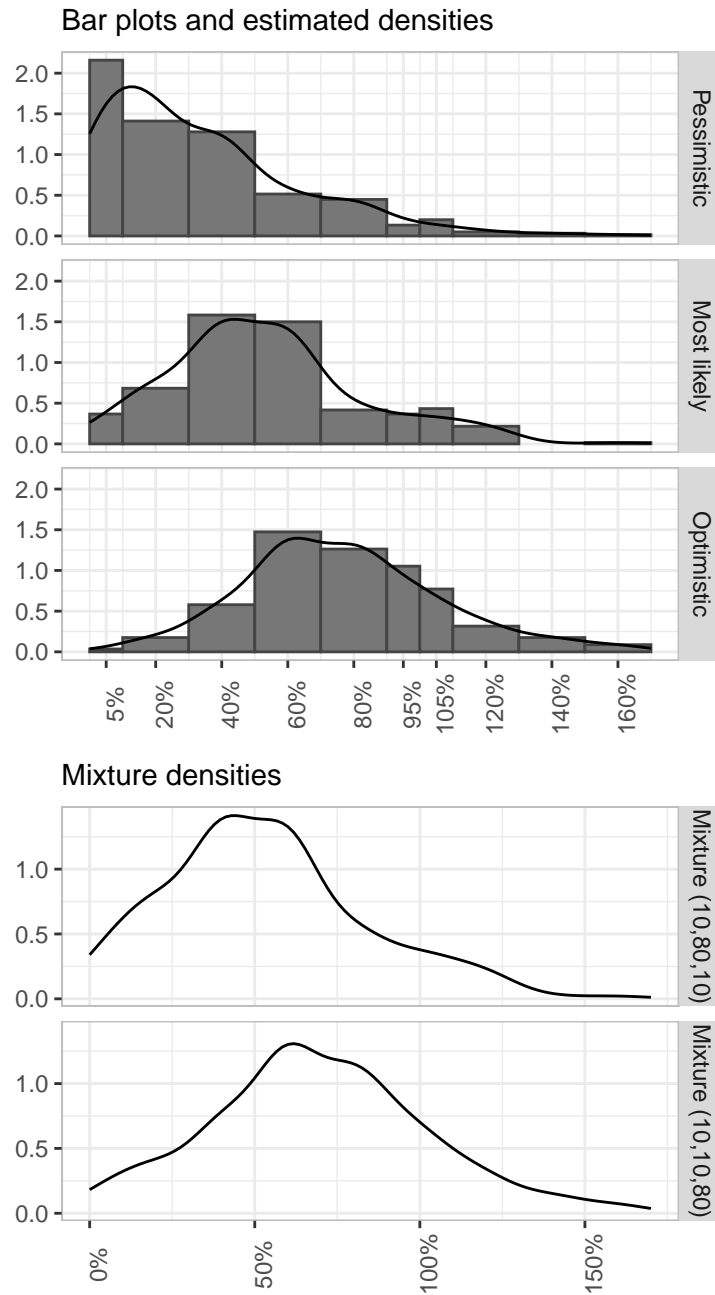 Bar plots and estimated densities
2.0
1.5
1.0
0.5
0.0
Pessimistic
2.0
1.5
1.0
0.5
0.0
Most likely
2.0
1.5
1.0
0.5
0.0
Optimistic
5% 20% 40% 60% 80% 95% 105% 120% 140% 160%
Mixture densities
1.0
0.5
0.0
Mixture (10,80,10)
1.0
0.5
0.0
Mixture (10,10,80)
0% 50% 100% 150%